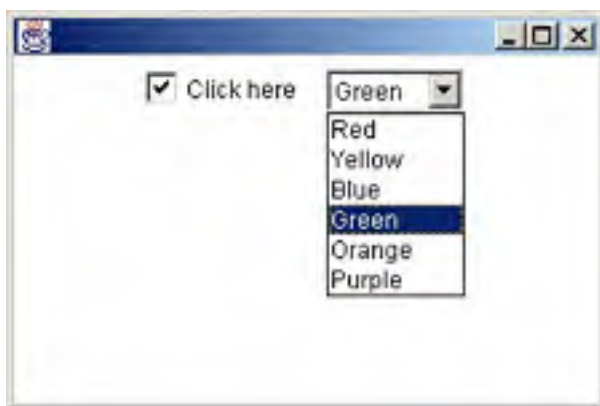 Click here Green
Red
Yellow
Blue
Green
Orange
Purple